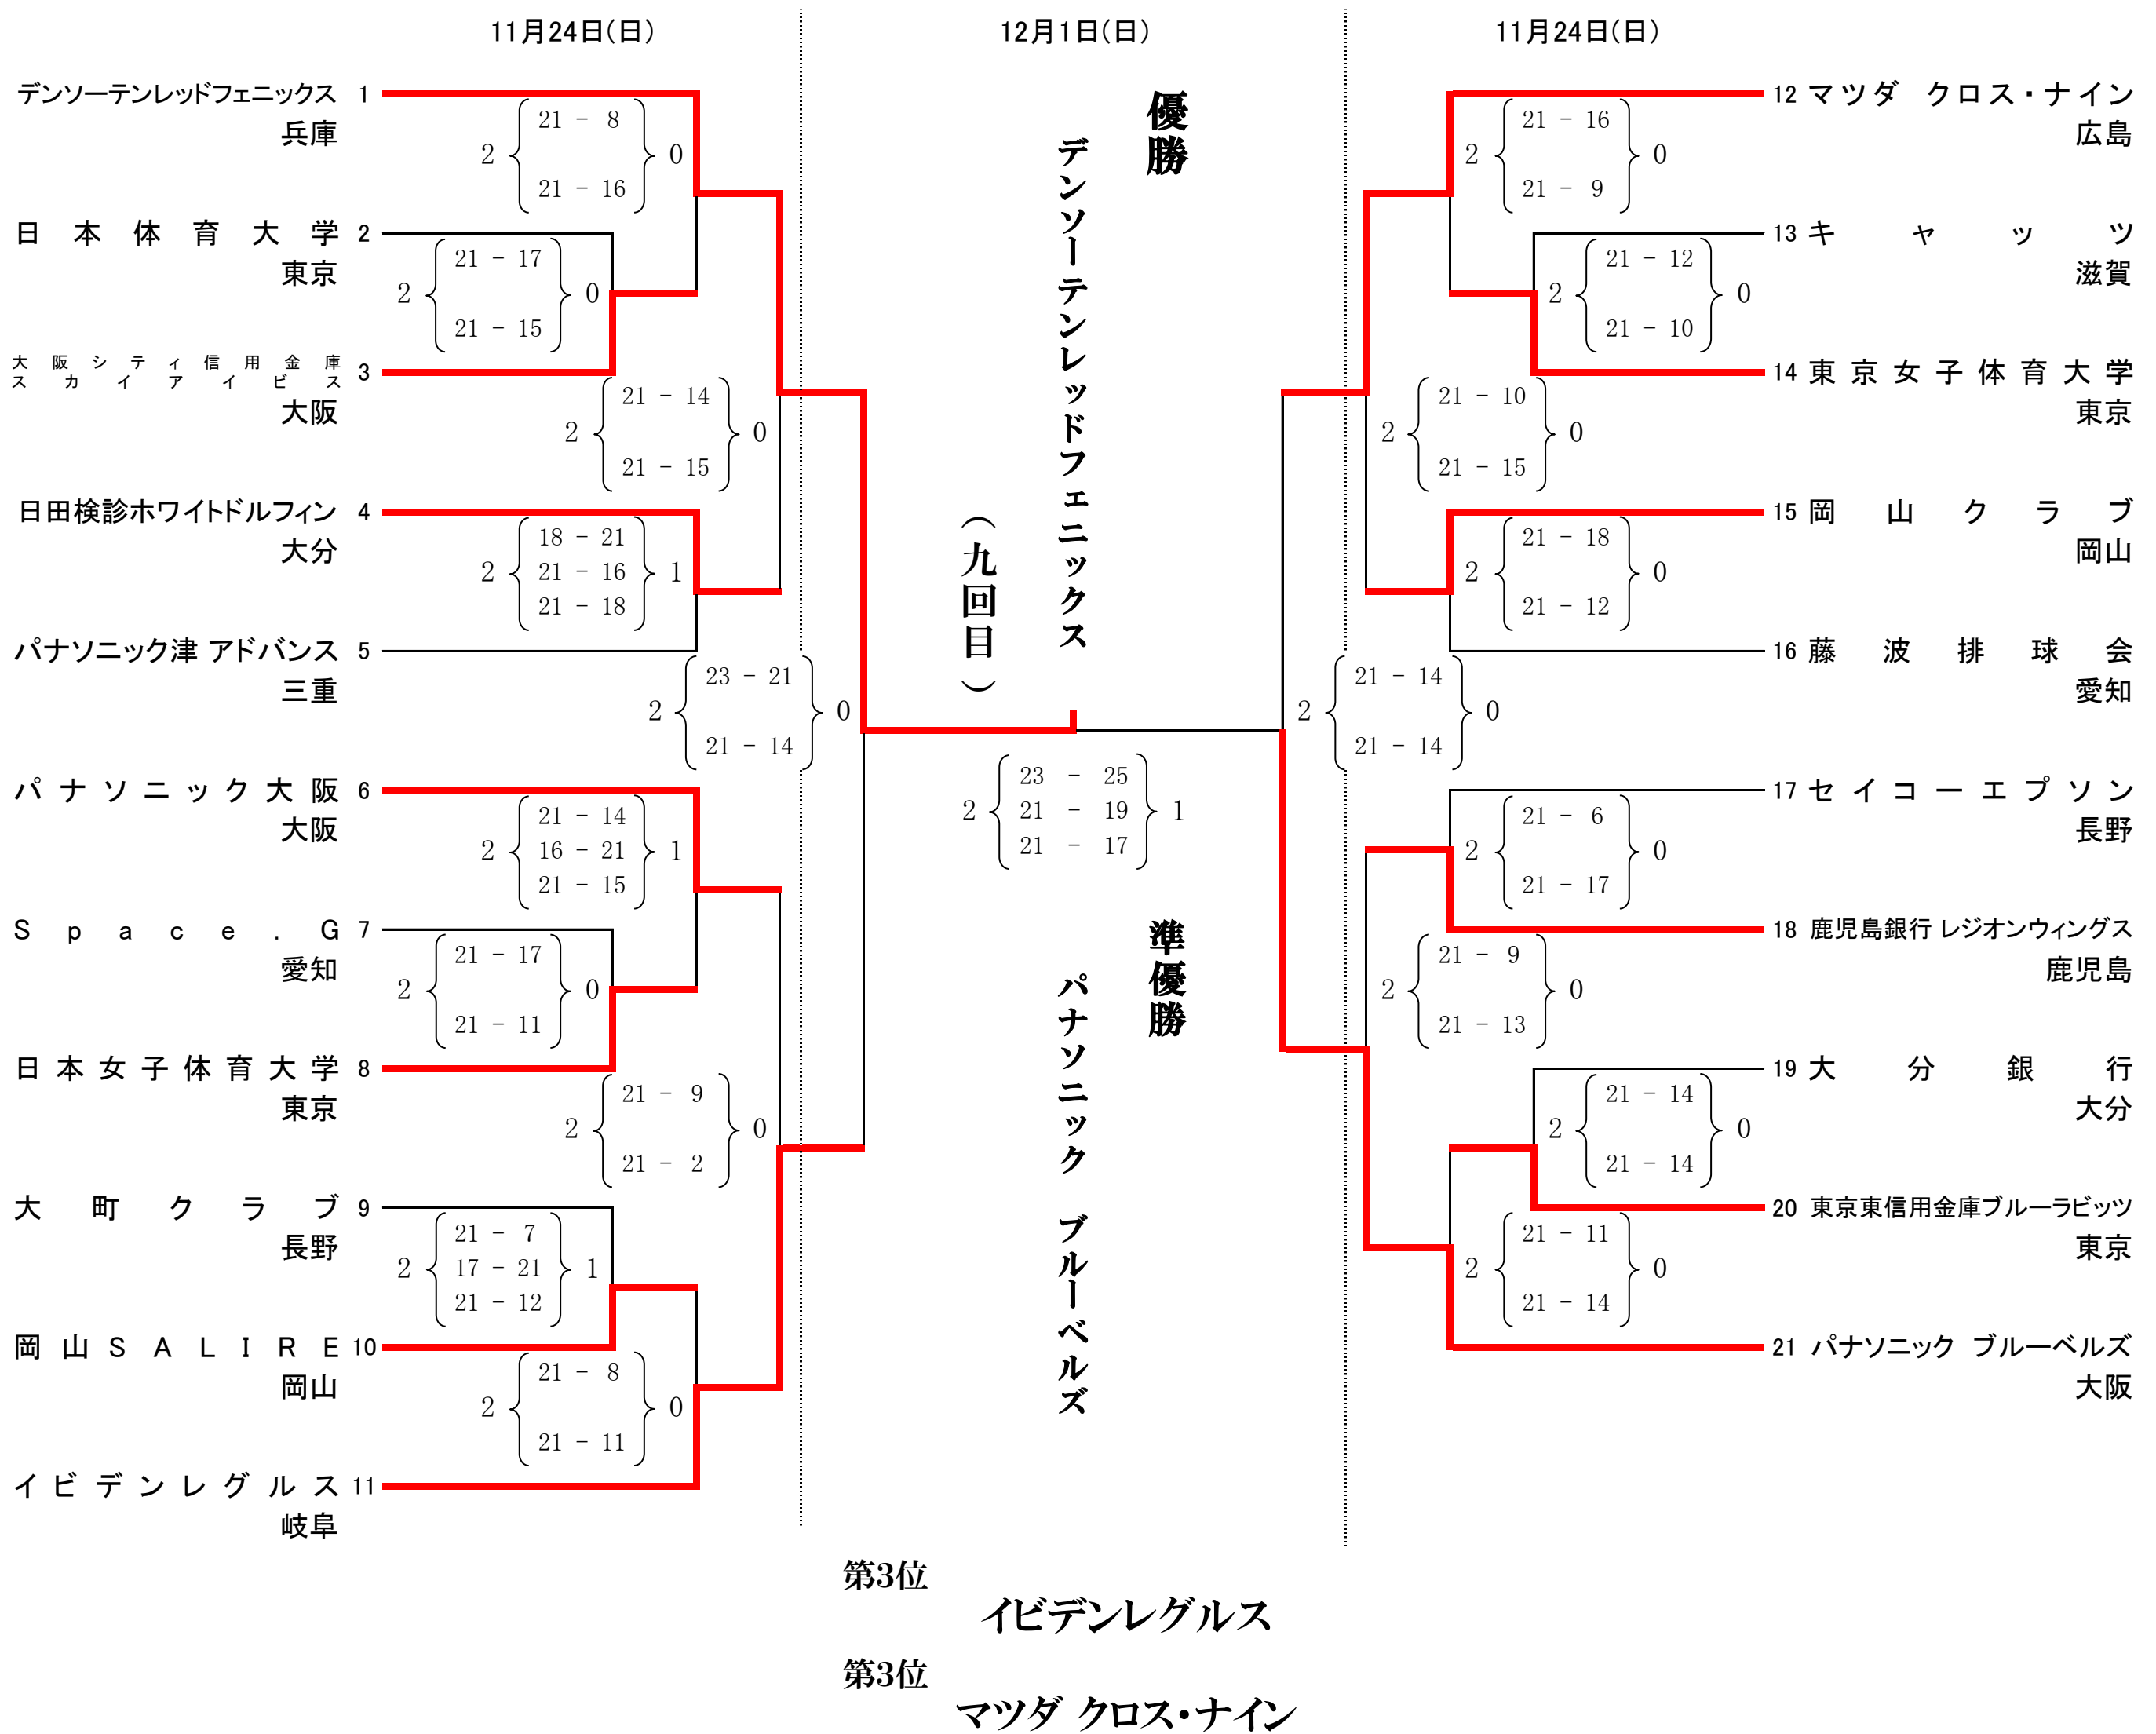 11月24日(日)
12月1日(日)
11月24日(日)
デンソーテンレッドフェニックス 1
兵庫
2 21 - 8 0
21 - 16
日本体育大学 2
東京
2 21 - 17 0
21 - 15
大阪シティ信用金庫
スカイアイビス 3
大阪
2 21 - 14 0
21 - 15
日田検診ホワイトドルフィン 4
大分
2 18 - 21 1
21 - 16
21 - 18
パナソニック津 アドバンス 5
三重
2 23 - 21 0
21 - 14
パナソニック大阪 6
大阪
2 21 - 14 1
16 - 21
21 - 15
Space.G 7
愛知
2 21 - 17 0
21 - 11
日本女子体育大学 8
東京
2 21 - 9 0
21 - 2
大町クラブ 9
長野
2 21 - 7 1
17 - 21
21 - 12
岡山SALIRE 10
岡山
2 21 - 8 0
21 - 11
イビデンレグルス 11
岐阜
優勝
デンソーテンレッドフェニックス
(九回目)
2 23 - 25 1
21 - 19
21 - 17
準優勝
パナソニック ブルーベルズ
12 マツダ クロス・ナイン
広島
2 21 - 16 0
21 - 9
13 キャッツ
滋賀
2 21 - 12 0
21 - 10
14 東京女子体育大学
東京
2 21 - 10 0
21 - 15
15 岡山クラブ
岡山
2 21 - 18 0
21 - 12
16 藤波排球会
愛知
2 21 - 14 0
21 - 14
17 セイコーエプソン
長野
2 21 - 6 0
21 - 17
18 鹿児島銀行 レジオンウィングス
鹿児島
2 21 - 9 0
21 - 13
19 大分銀行
大分
2 21 - 14 0
21 - 14
20 東京東信用金庫ブルーラビッツ
東京
2 21 - 11 0
21 - 14
21 パナソニック ブルーベルズ
大阪
第3位
イビデンレグルス
第3位
マツダ クロス・ナイン